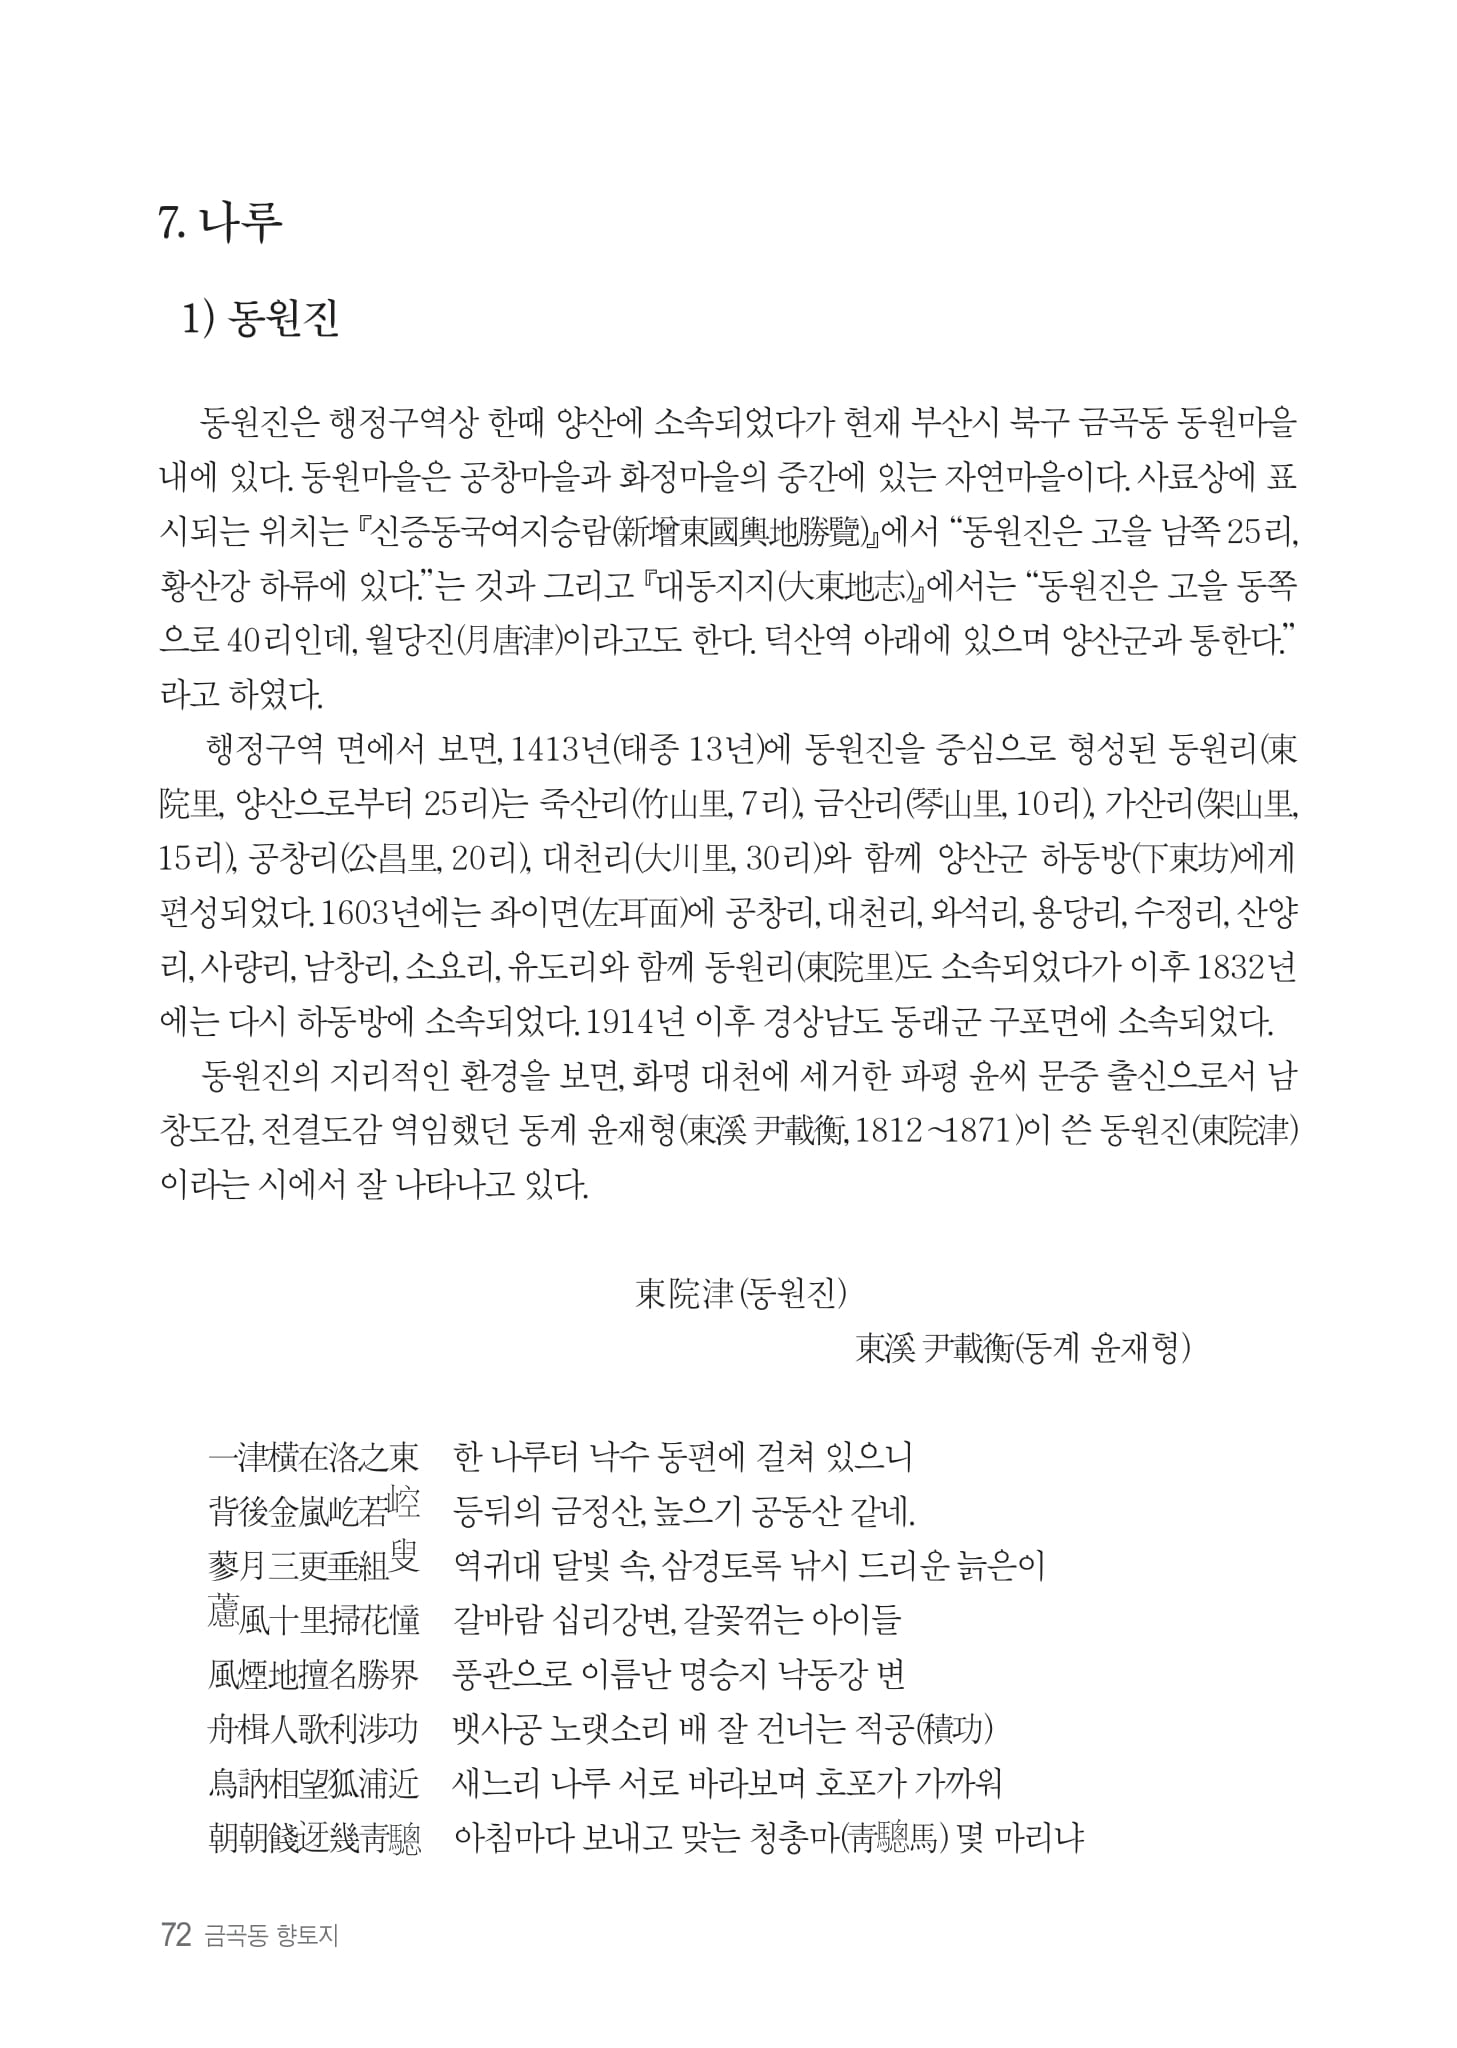 7. 나루
1) 동원진
동원진은 행정구역상 한때 양산에 소속되었다가 현재 부산시 북구 금곡동 동원마을
내에 있다. 동원마을은 공창마을과 화정마을의 중간에 있는 자연마을이다. 사료상에 표
시되는 위치는 『신증동국여지승람(新增東國輿地勝覽)』에서 “동원진은 고을 남쪽 25리,
황산강 하류에 있다.”는 것과 그리고 『대동지지(大東地志)』에서는 “동원진은 고을 동쪽
으로 40리인데, 월당진(月唐津)이라고도 한다. 덕산역 아래에 있으며 양산군과 통한다.”
라고 하였다.
행정구역 면에서 보면, 1413년(태종 13년)에 동원진을 중심으로 형성된 동원리(東
院里, 양산으로부터 25리)는 죽산리(竹山里, 7리), 금산리(琴山里, 10리), 가산리(架山里,
15리), 공창리(公昌里, 20리), 대천리(大川里, 30리)와 함께 양산군 하동방(下東坊)에게
편성되었다. 1603년에는 좌이면(左耳面)에 공창리, 대천리, 와석리, 용당리, 수정리, 산양
리, 사량리, 남창리, 소요리, 유도리와 함께 동원리(東院里)도 소속되었다가 이후 1832년
에는 다시 하동방에 소속되었다. 1914년 이후 경상남도 동래군 구포면에 소속되었다.
동원진의 지리적인 환경을 보면, 화명 대천에 세거한 파평 윤씨 문중 출신으로서 남
창도감, 전결도감 역임했던 동계 윤재형(東溪 尹載衡, 1812~1871)이 쓴 동원진(東院津)
이라는 시에서 잘 나타나고 있다.
東院津(동원진)
東溪 尹載衡(동계 윤재형)
一津橫在洛之東 한 나루터 낙수 동편에 걸쳐 있으니
背後金嵐屹若崆 등뒤의 금정산, 높으기 공동산 같네.
蓼月三更垂組叟 역귀대 달빛 속, 삼경토록 낚시 드리운 늙은이
藘風十里掃花憧 갈바람 십리강변, 갈꽃꺾는 아이들
風煙地擅名勝界 풍관으로 이름난 명승지 낙동강 변
舟楫人歌利涉功 뱃사공 노랫소리 배 잘 건너는 적공(積功)
鳥訥相望狐浦近 새느리 나루 서로 바라보며 호포가 가까워
朝朝餞迓幾靑驄 아침마다 보내고 맞는 청총마(靑驄馬) 몇 마리냐
72 금곡동 향토지